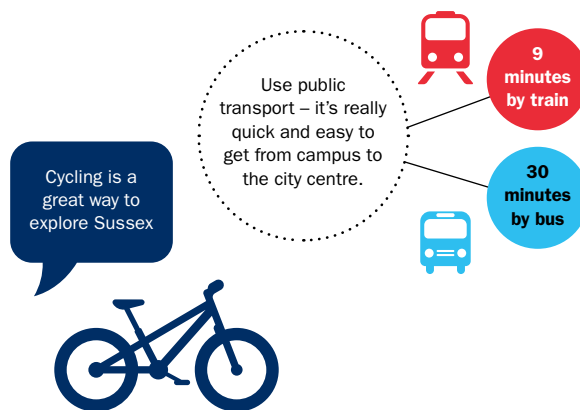 Use public
transport – it's really
quick and easy to
get from campus to
the city centre.
9
minutes
by train
30
minutes
by bus
Cycling is a
great way to
explore Sussex